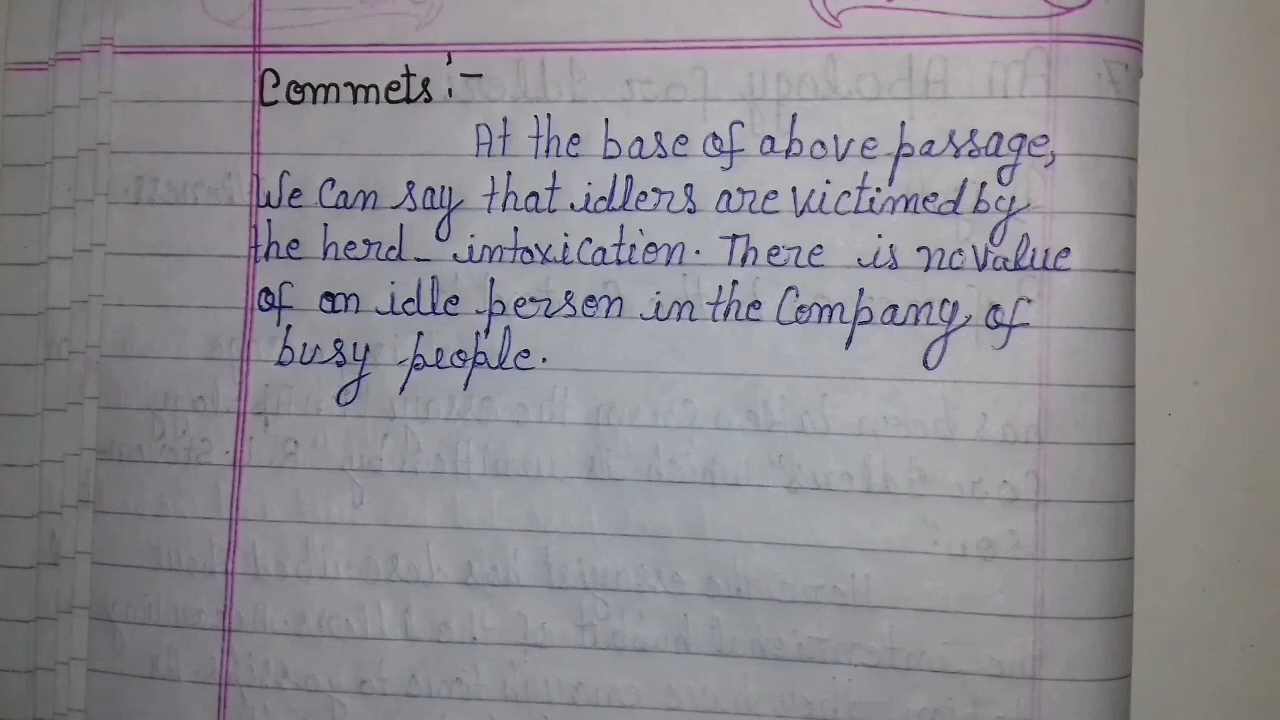 Commets :-
At the base of above passage,
We can say that idlers are victimed by
the herd - intoxication. There is no value
of an idle person in the Company of
busy people.